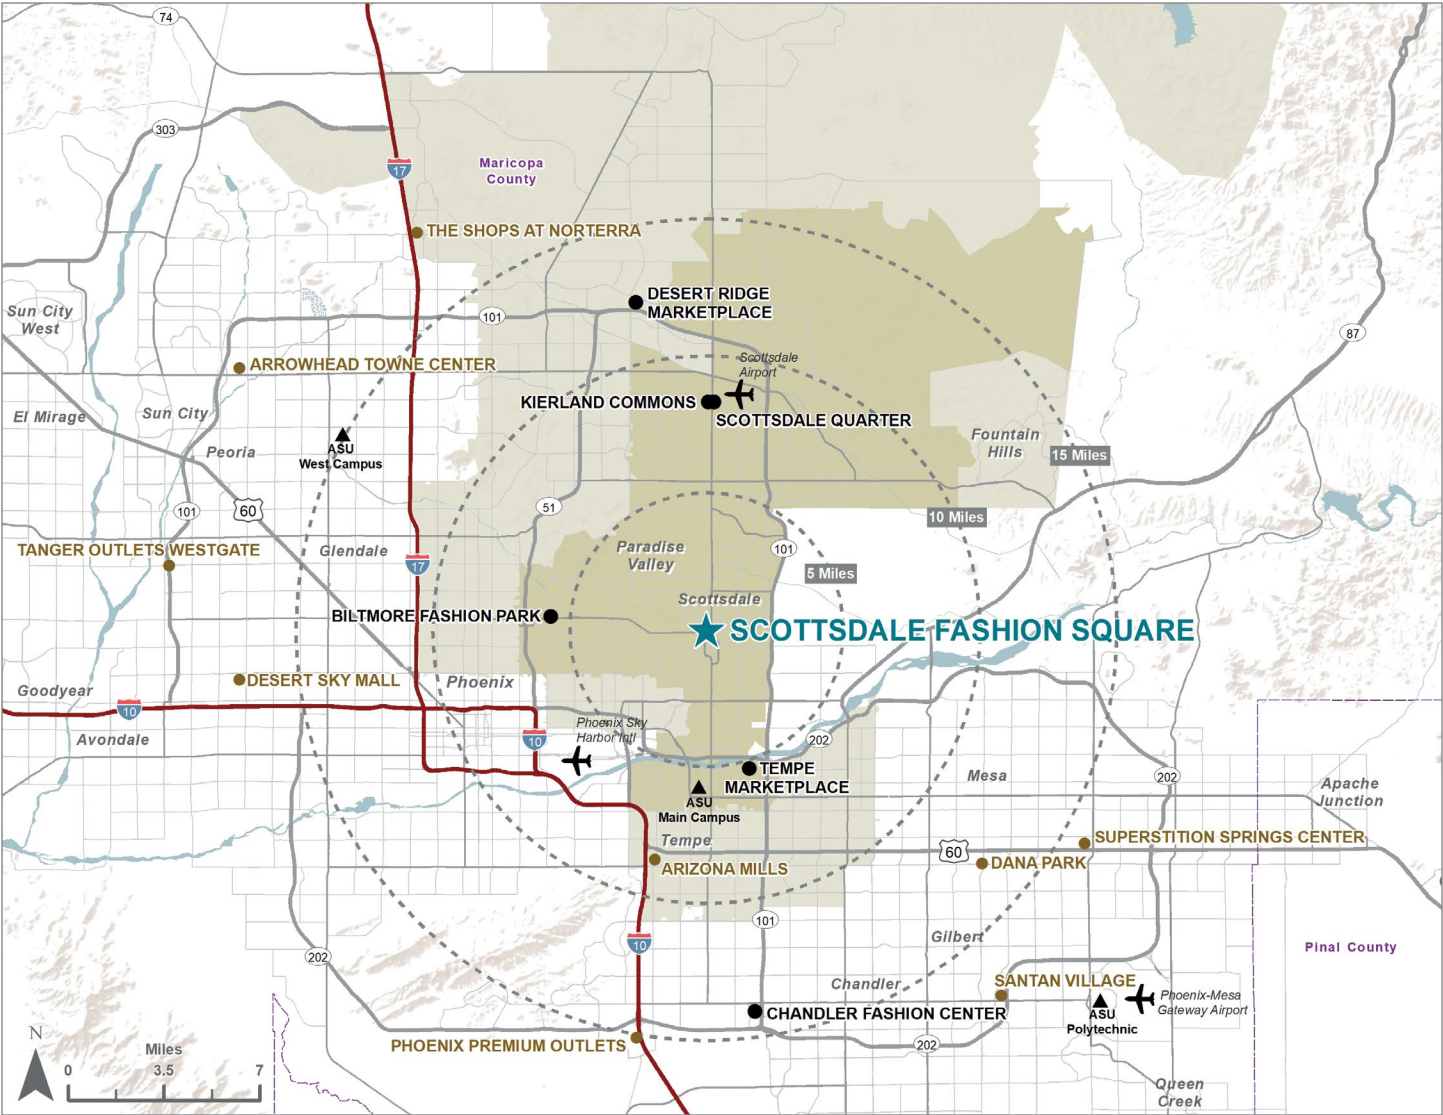 74
303
17
Maricopa
County
THE SHOPS AT NORTERRA
DESERT RIDGE
MARKETPLACE
Sun City
West
101
87
ARROWHEAD TOWNE CENTER
Scottsdale
Airport
KIERLAND COMMONS
SCOTTSDALE QUARTER
El Mirage
Sun City
Peoria
ASU
West Campus
Fountain
Hills
15 Miles
101
60
51
10 Miles
TANGER OUTLETS WESTGATE
Glendale
17
Paradise
Valley
101
5 Miles
Scottsdale
BILTMORE FASHION PARK
SCOTTSDALE FASHION SQUARE
Goodyear
DESERT SKY MALL
Phoenix
10
Avondale
Phoenix Sky
Harbor Intl
10
202
TEMPE
MARKETPLACE
Mesa
202
Apache
Junction
ASU
Main Campus
Tempe
60
SUPERSTITION SPRINGS CENTER
DANA PARK
ARIZONA MILLS
101
10
Gilbert
Pinal County
202
Chandler
SANTAN VILLAGE
CHANDLER FASHION CENTER
ASU
Polytechnic
Phoenix-Mesa
Gateway Airport
PHOENIX PREMIUM OUTLETS
202
N
Miles
0 3.5 7
Queen
Creek